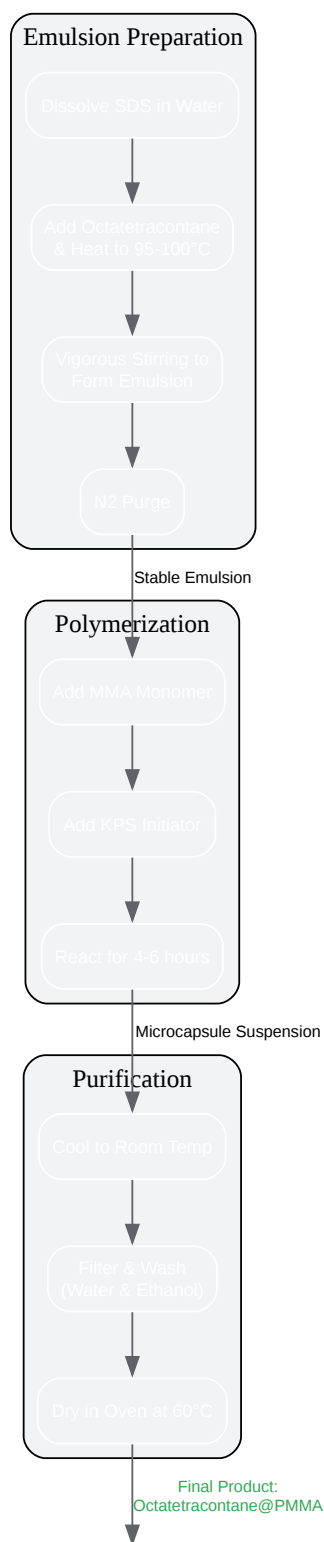 Emulsion Preparation
Dissolve SDS in Water
Add Octatetracontane
& Heat to 95-100°C
Vigorous Stirring to
Form Emulsion
N2 Purge
Stable Emulsion
Polymerization
Add MMA Monomer
Add KPS Initiator
React for 4-6 hours
Microcapsule Suspension
Purification
Cool to Room Temp
Filter & Wash
(Water & Ethanol)
Dry in Oven at 60°C
Final Product:
Octatetracontane@PMMA